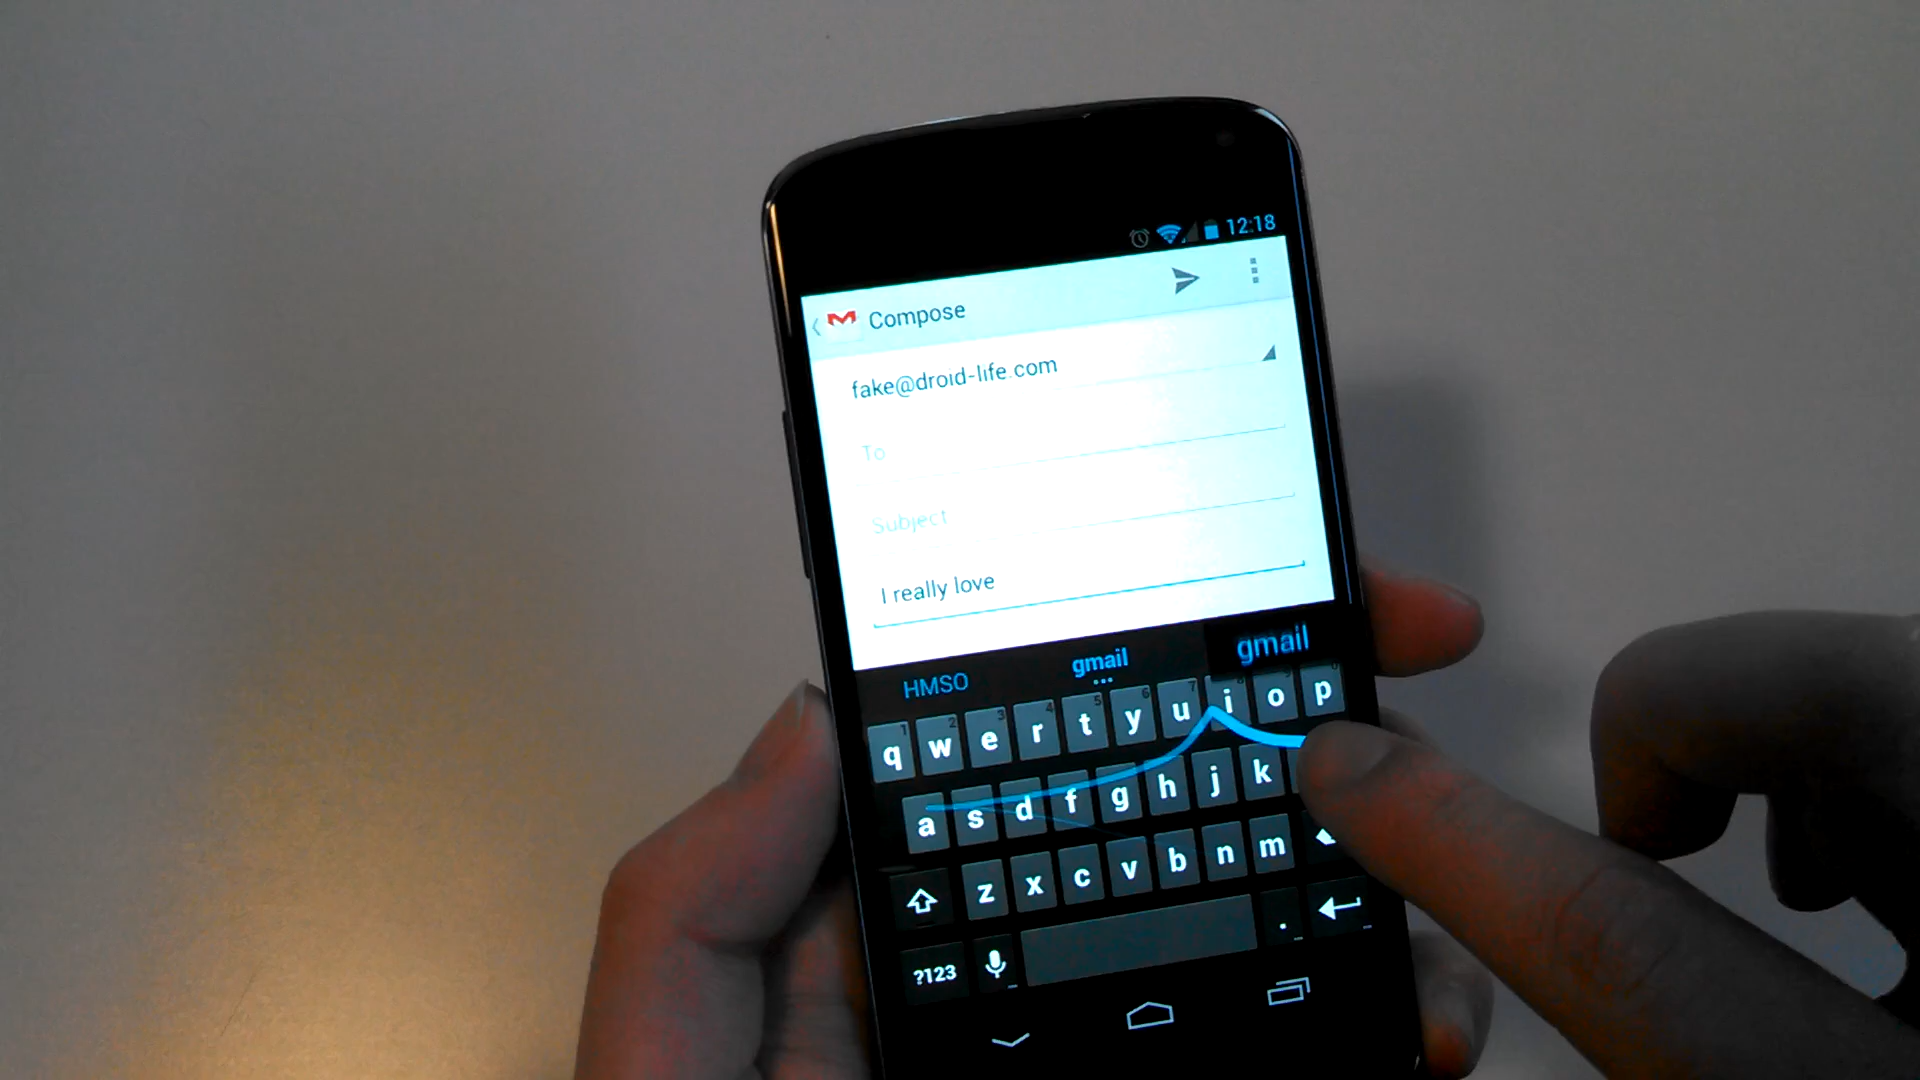 12:18
Compose
fake@droid-life.com
To
Subject
I really love
HMSO gmail gmail
q w e r t y u i o p
a s d f g h j k
z x c v b n m
?123 .